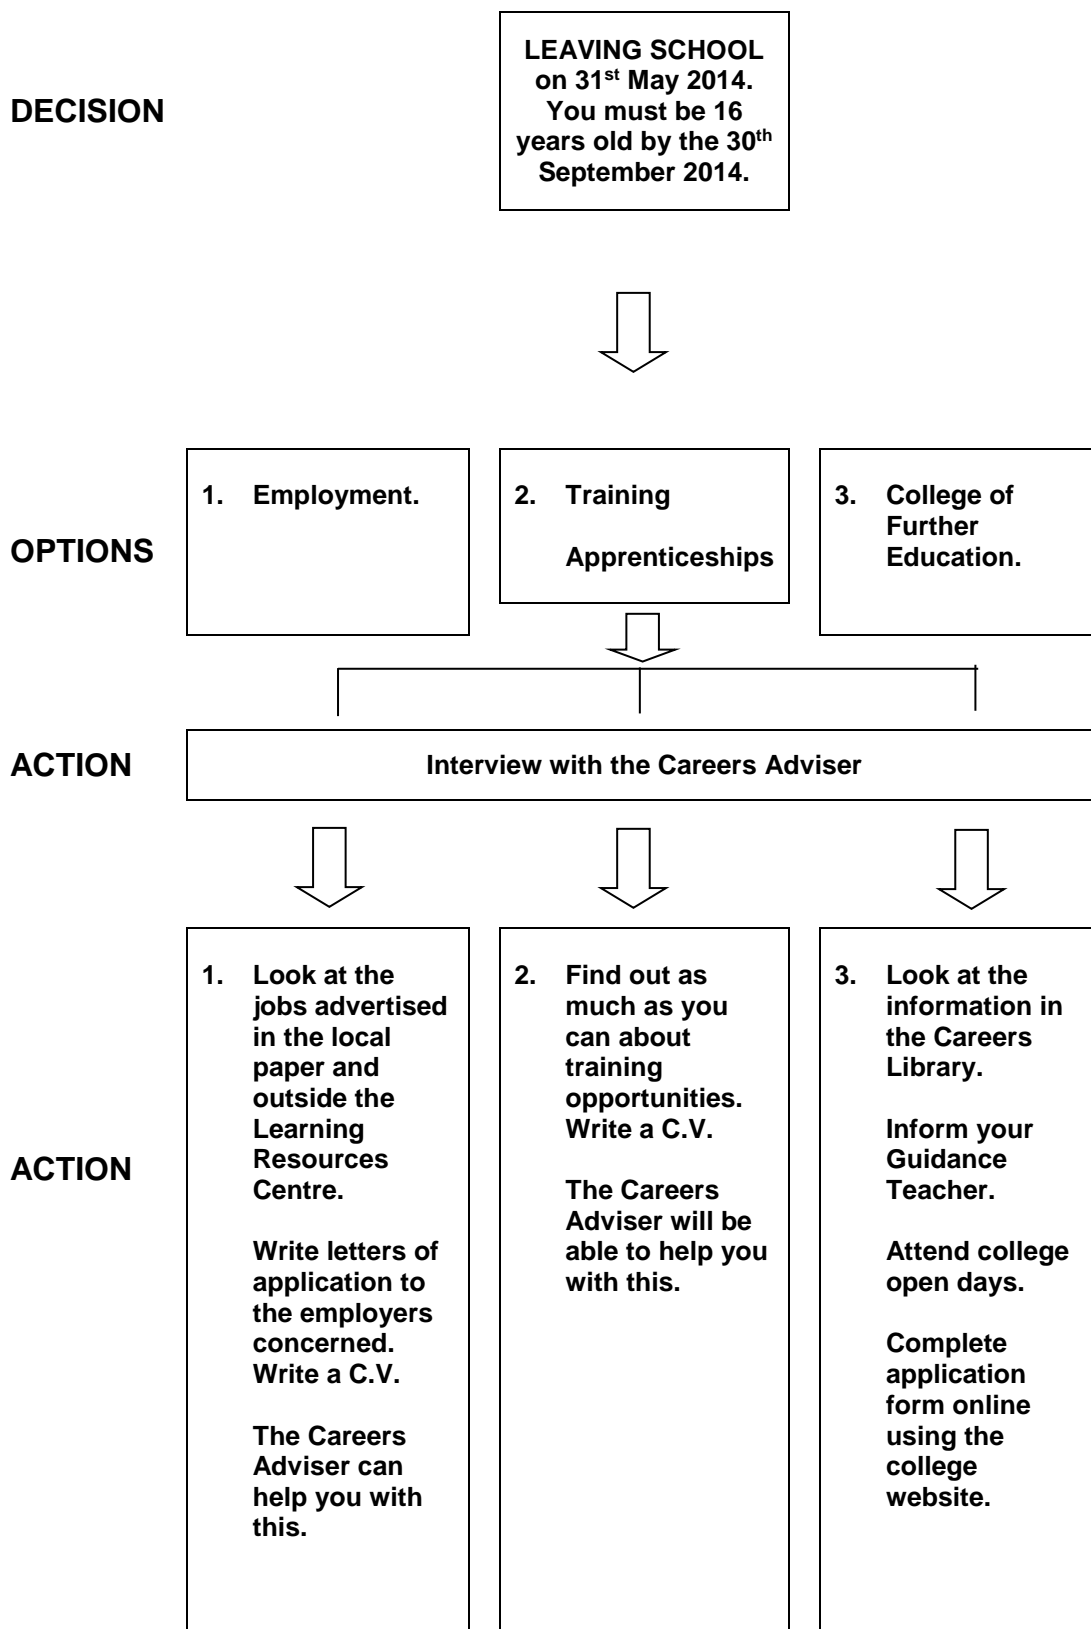 DECISION
LEAVING SCHOOL
on 31st May 2014.
You must be 16
years old by the 30th
September 2014.
OPTIONS
1. Employment.
2. Training
Apprenticeships
3. College of
Further
Education.
ACTION
Interview with the Careers Adviser
ACTION
1. Look at the
jobs advertised
in the local
paper and
outside the
Learning
Resources
Centre.
Write letters of
application to
the employers
concerned.
Write a C.V.
The Careers
Adviser can
help you with
this.
2. Find out as
much as you
can about
training
opportunities.
Write a C.V.
The Careers
Adviser will be
able to help you
with this.
3. Look at the
information in
the Careers
Library.
Inform your
Guidance
Teacher.
Attend college
open days.
Complete
application
form online
using the
college
website.